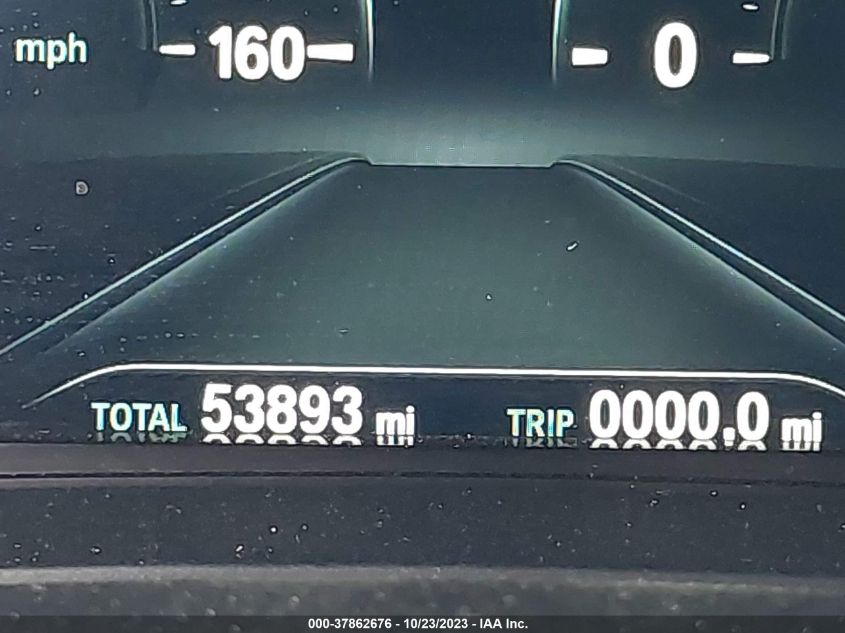 mph 160 0
TOTAL 53893 mi TRIP 0000.0 mi
000-37862676 - 10/23/2023 - IAA Inc.